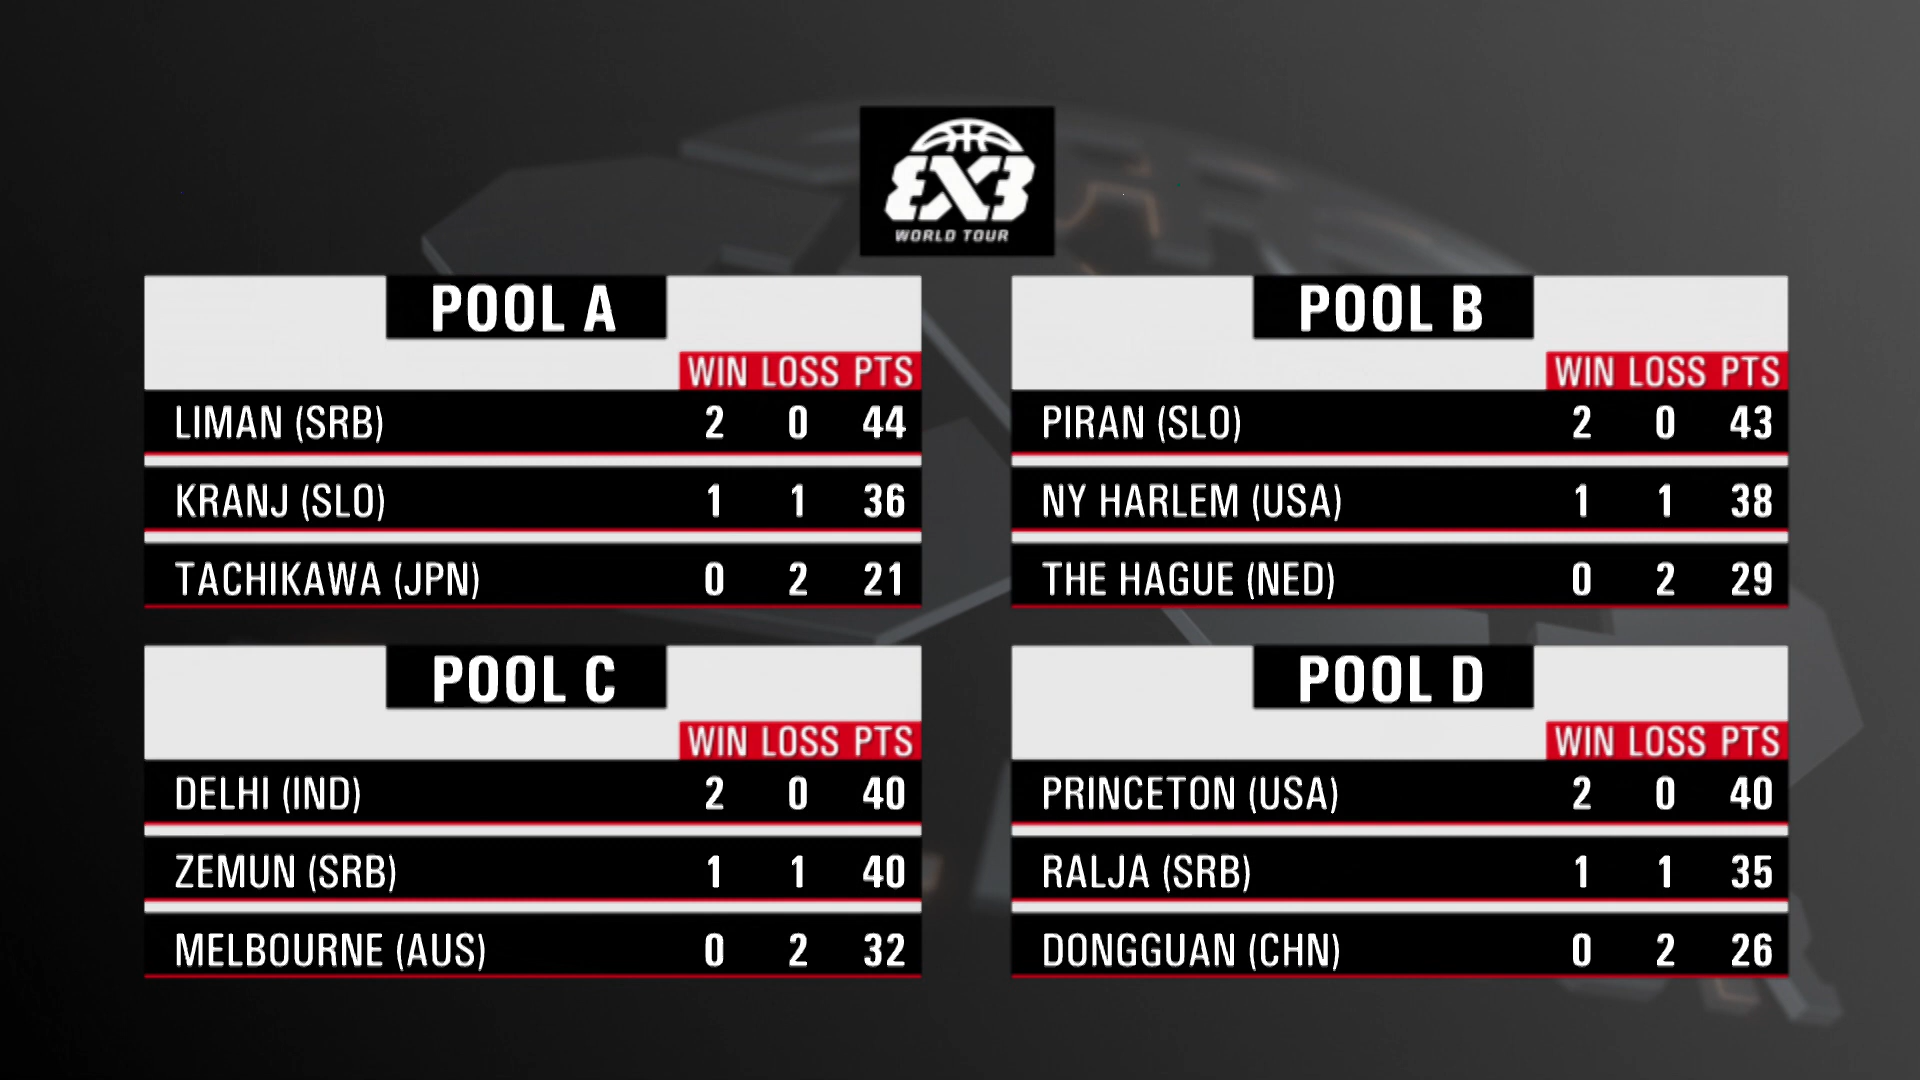 3X3
WORLD TOUR
POOL A
WIN LOSS PTS
LIMAN (SRB) 2 0 44
KRANJ (SLO) 1 1 36
TACHIKAWA (JPN) 0 2 21
POOL B
WIN LOSS PTS
PIRAN (SLO) 2 0 43
NY HARLEM (USA) 1 1 38
THE HAGUE (NED) 0 2 29
POOL C
WIN LOSS PTS
DELHI (IND) 2 0 40
ZEMUN (SRB) 1 1 40
MELBOURNE (AUS) 0 2 32
POOL D
WIN LOSS PTS
PRINCETON (USA) 2 0 40
RALJA (SRB) 1 1 35
DONGGUAN (CHN) 0 2 26